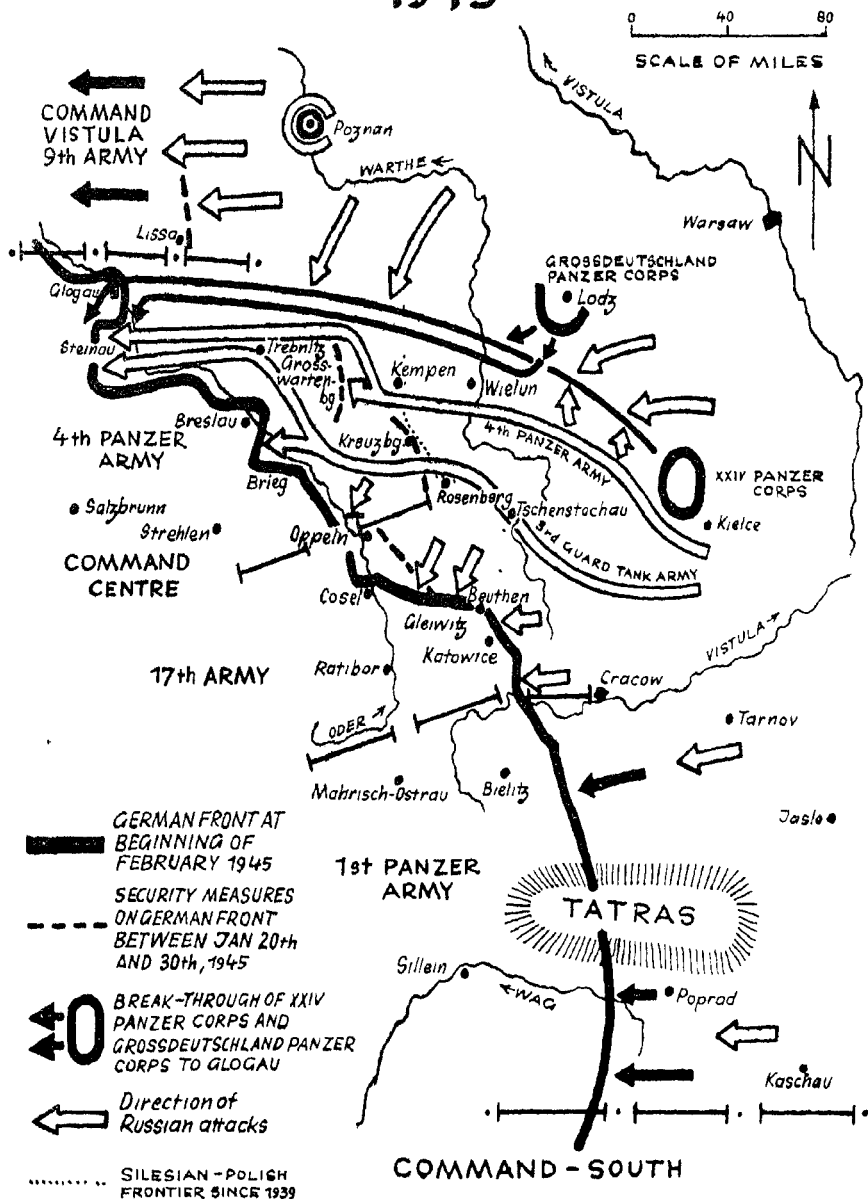 1945
0 40 80
SCALE OF MILES
VISTULA
N
COMMAND
VISTULA
9th ARMY
Poznan
WARTHE
Warsaw
Lissa
GROSSDEUTSCHLAND
PANZER CORPS
Lodz
Glogau
Steinau
Trebnitz
Gross-
warten-
bg
Kempen
Wielun
Breslau
4th PANZER
ARMY
4th PANZER ARMY
Kreuzbg
XXIV PANZER
CORPS
Brieg
Rosenberg
Salzbrunn
Tschenstochau
Kielce
Strehlen
Oppeln
3rd GUARD TANK ARMY
COMMAND
CENTRE
Cosel
Beuthen
Gleiwitz
Katowice
VISTULA
17th ARMY
Ratibor
Cracow
ODER
Tarnov
Mahrisch-Ostrau
Bielitz
Jaslo
GERMAN FRONT AT
BEGINNING OF
FEBRUARY 1945
1st PANZER
ARMY
SECURITY MEASURES
ON GERMAN FRONT
BETWEEN JAN 20th
AND 30th, 1945
TATRAS
Sillein
WAG
Poprad
BREAK-THROUGH OF XXIV
PANZER CORPS AND
GROSSDEUTSCHLAND PANZER
CORPS TO GLOGAU
Kaschau
Direction of
Russian attacks
COMMAND-SOUTH
SILESIAN-POLISH
FRONTIER SINCE 1939